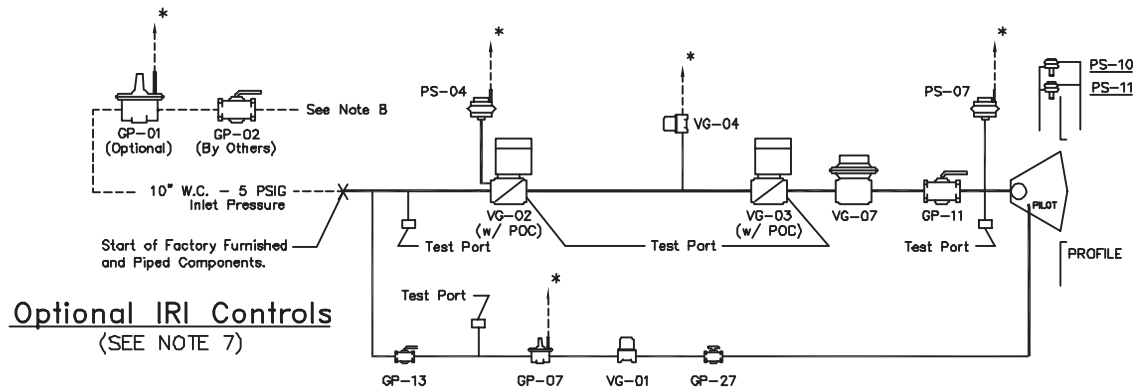 *
*
*
*
PS-10
PS-11
PS-04
PS-07
See Note B
VG-04
GP-01
(Optional)
GP-02
(By Others)
10" W.C. - 5 PSIG
Inlet Pressure
PILOT
VG-02
(w/ POC)
VG-03
(w/ POC)
VG-07
GP-11
Start of Factory Furnished
and Piped Components.
Test Port
Test Port
Test Port
PROFILE
Optional IRI Controls
(SEE NOTE 7)
Test Port
*
GP-13
GP-07
VG-01
GP-27